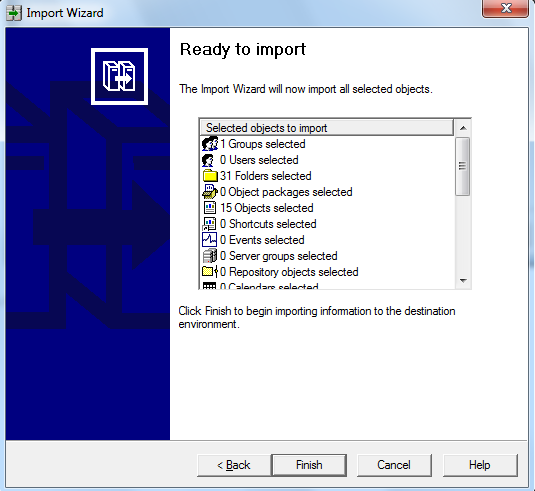 Import Wizard
Ready to import
The Import Wizard will now import all selected objects.
Selected objects to import
1 Groups selected
0 Users selected
31 Folders selected
0 Object packages selected
15 Objects selected
0 Shortcuts selected
0 Events selected
0 Server groups selected
0 Repository objects selected
0 Calendars selected
Click Finish to begin importing information to the destination
environment.
< Back Finish Cancel Help